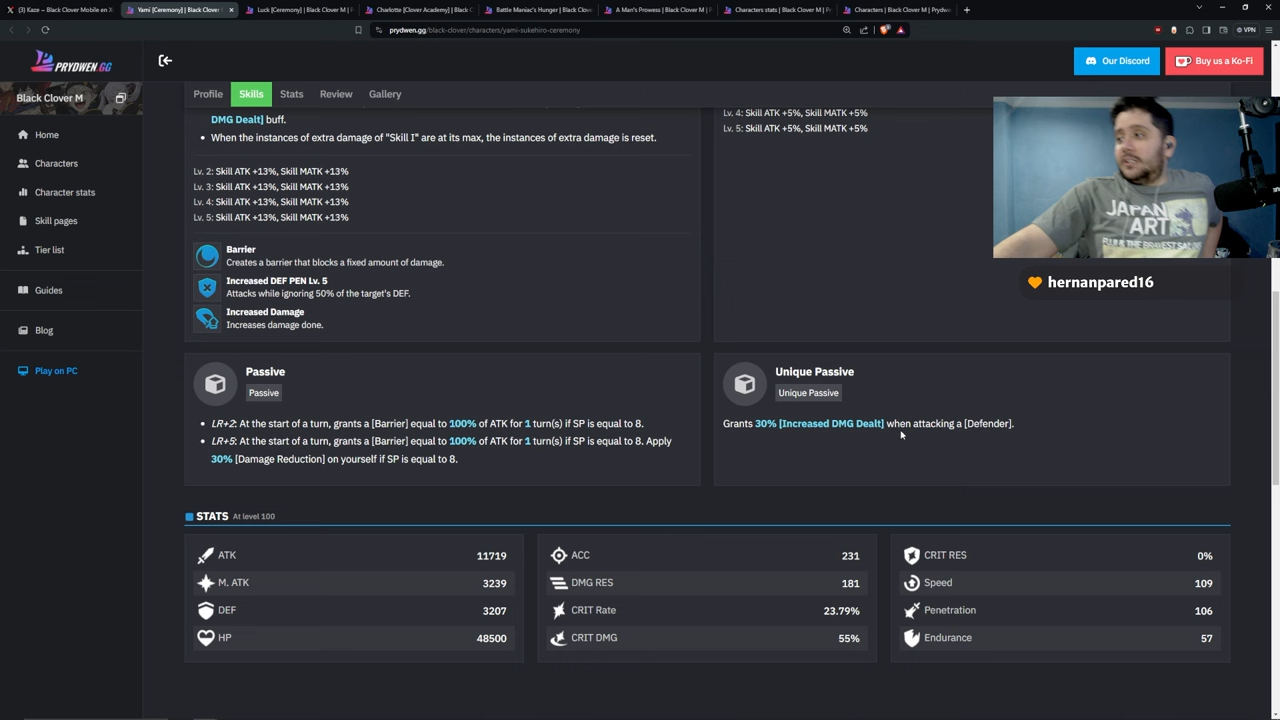 Kaze – Black Clover Mobile en X
Yami [Ceremony] | Black Clover
Luck [Ceremony] | Black Clover M | P
Charlotte [Clover Academy] | Black C
Battle Maniac's Hunger | Black Clov
A Man's Prowess | Black Clover M | P
Characters stats | Black Clover M | P
Characters | Black Clover M | Prydw
prydwen.gg/black-clover/characters/yami-sukehiro-ceremony
VPN
PRYDWEN.GG
Our Discord
Buy us a Ko-Fi
Black Clover M
Profile
Skills
Stats
Review
Gallery
Home
Characters
Character stats
Skill pages
Tier list
Guides
Blog
Play on PC
DMG Dealt] buff.
When the instances of extra damage of "Skill I" are at its max, the instances of extra damage is reset.
Lv. 2: Skill ATK +13%, Skill MATK +13%
Lv. 3: Skill ATK +13%, Skill MATK +13%
Lv. 4: Skill ATK +13%, Skill MATK +13%
Lv. 5: Skill ATK +13%, Skill MATK +13%
Barrier
Creates a barrier that blocks a fixed amount of damage.
Increased DEF PEN Lv. 5
Attacks while ignoring 50% of the target's DEF.
Increased Damage
Increases damage done.
Lv. 4: Skill ATK +5%, Skill MATK +5%
Lv. 5: Skill ATK +5%, Skill MATK +5%
JAPAN
ART
hernanpared16
Passive
Passive
LR+2: At the start of a turn, grants a [Barrier] equal to 100% of ATK for 1 turn(s) if SP is equal to 8.
LR+5: At the start of a turn, grants a [Barrier] equal to 100% of ATK for 1 turn(s) if SP is equal to 8. Apply
30% [Damage Reduction] on yourself if SP is equal to 8.
Unique Passive
Unique Passive
Grants 30% [Increased DMG Dealt] when attacking a [Defender].
STATS At level 100
ATK 11719
M. ATK 3239
DEF 3207
HP 48500
ACC 231
DMG RES 181
CRIT Rate 23.79%
CRIT DMG 55%
CRIT RES 0%
Speed 109
Penetration 106
Endurance 57